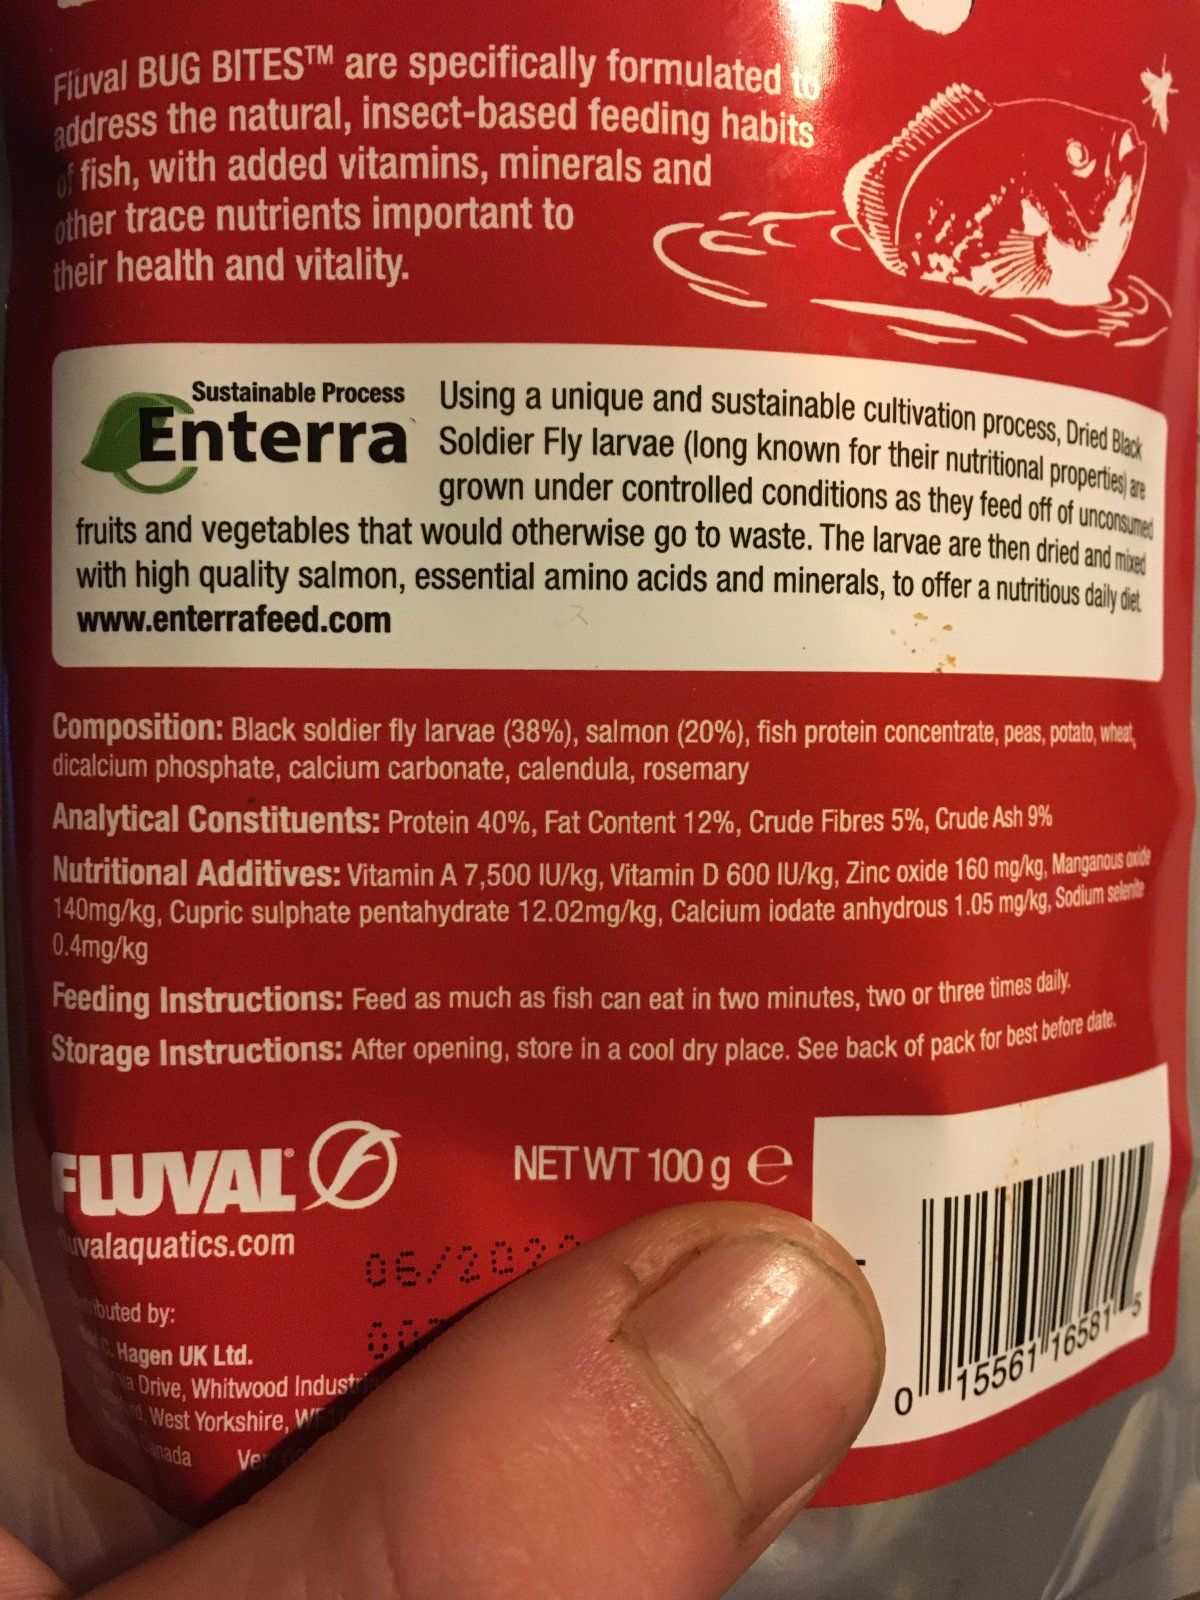 Fluval BUG BITES™ are specifically formulated to
address the natural, insect-based feeding habits
of fish, with added vitamins, minerals and
other trace nutrients important to
their health and vitality.
Sustainable Process
Enterra
Using a unique and sustainable cultivation process, Dried Black
Soldier Fly larvae (long known for their nutritional properties) are
grown under controlled conditions as they feed off of unconsumed
fruits and vegetables that would otherwise go to waste. The larvae are then dried and mixed
with high quality salmon, essential amino acids and minerals, to offer a nutritious daily diet.
www.enterrafeed.com
Composition: Black soldier fly larvae (38%), salmon (20%), fish protein concentrate, peas, potato, wheat,
dicalcium phosphate, calcium carbonate, calendula, rosemary
Analytical Constituents: Protein 40%, Fat Content 12%, Crude Fibres 5%, Crude Ash 9%
Nutritional Additives: Vitamin A 7,500 IU/kg, Vitamin D 600 IU/kg, Zinc oxide 160 mg/kg, Manganous oxide
140mg/kg, Cupric sulphate pentahydrate 12.02mg/kg, Calcium iodate anhydrous 1.05 mg/kg, Sodium selenite
0.4mg/kg
Feeding Instructions: Feed as much as fish can eat in two minutes, two or three times daily.
Storage Instructions: After opening, store in a cool dry place. See back of pack for best before date.
FLUVAL®
NET WT 100 g ℮
uvalaquatics.com
06/202
ributed by:
C. Hagen UK Ltd.
Drive, Whitwood Industr
West Yorkshire, W
anada Ver
0 15561 16581 5